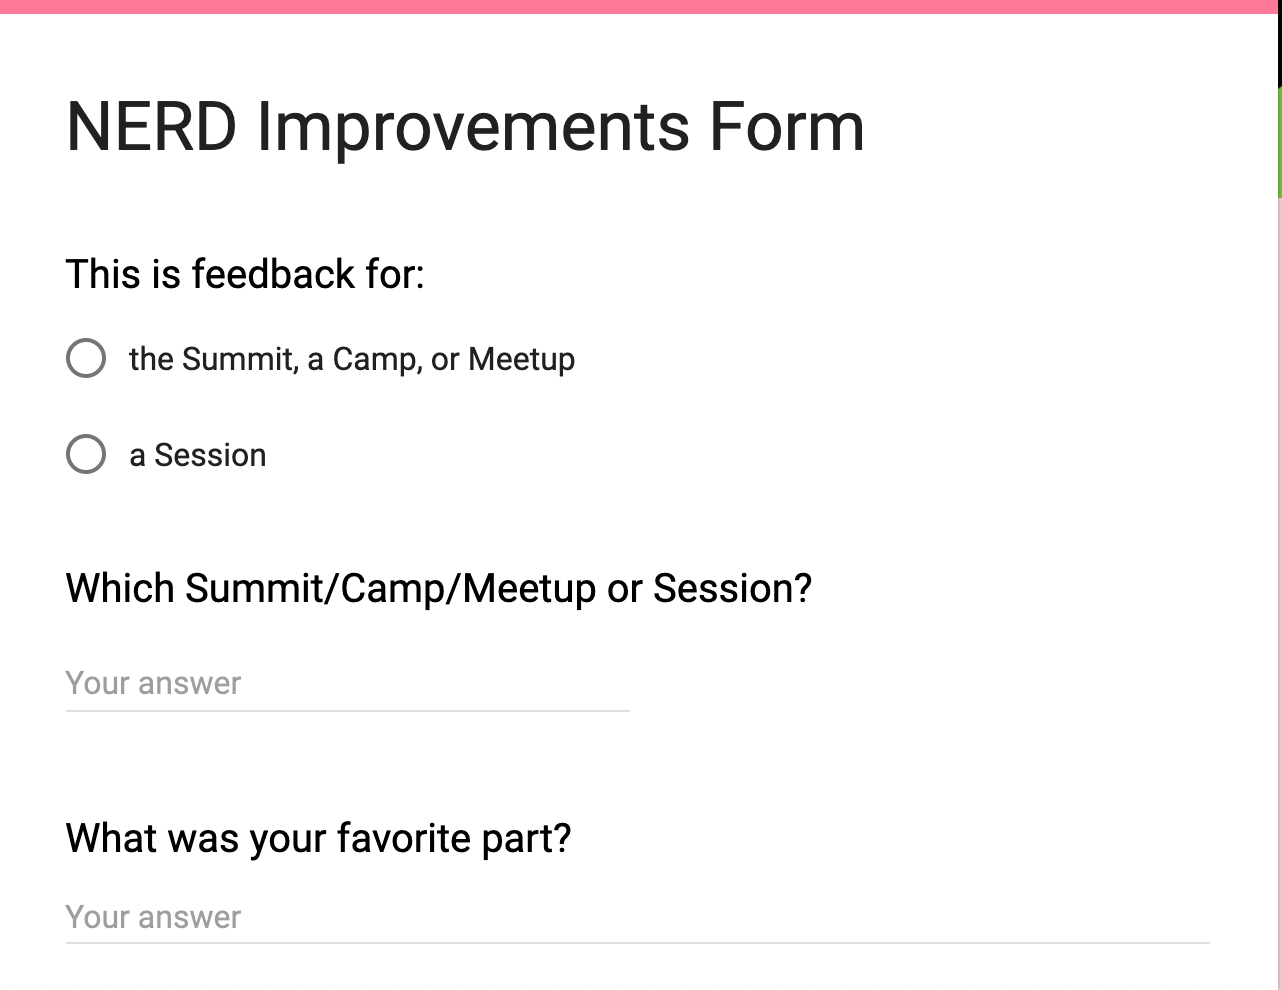 NERD Improvements Form
This is feedback for:
the Summit, a Camp, or Meetup
a Session
Which Summit/Camp/Meetup or Session?
Your answer
What was your favorite part?
Your answer